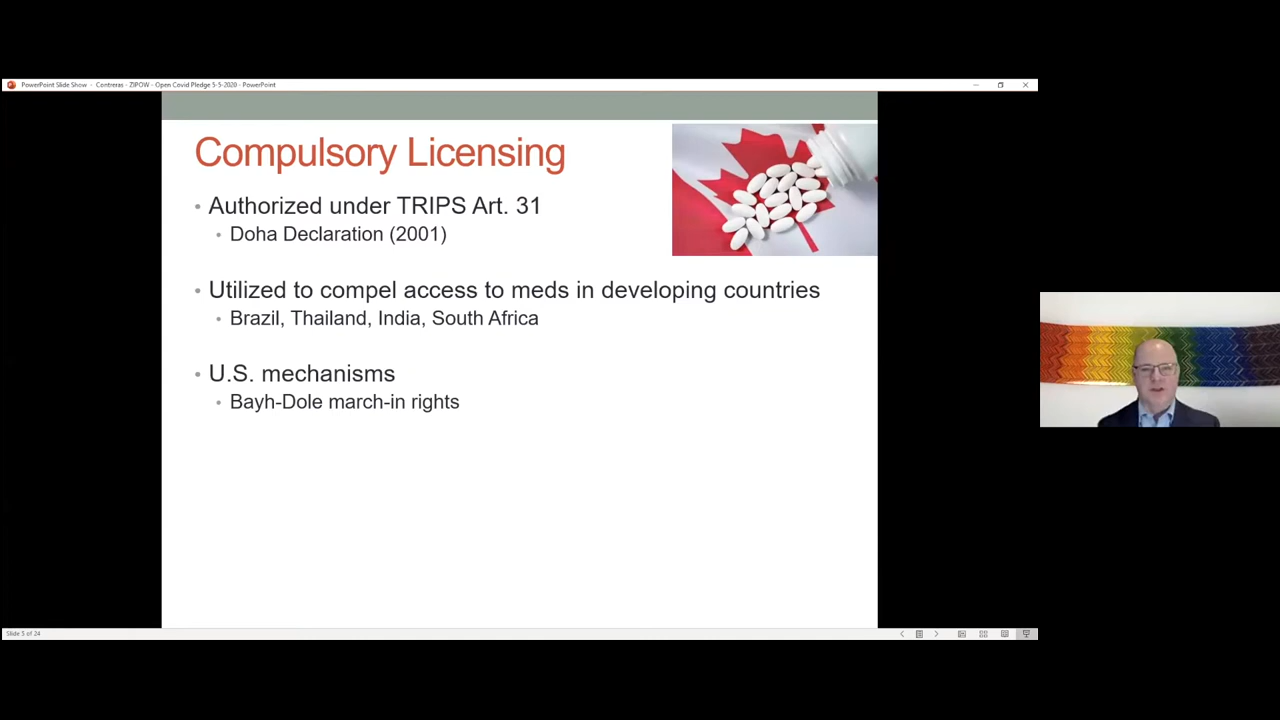 PowerPoint Slide Show - Contreras - ZIPOW - Open Covid Pledge 5-5-2020 - PowerPoint
Compulsory Licensing
• Authorized under TRIPS Art. 31
• Doha Declaration (2001)
• Utilized to compel access to meds in developing countries
• Brazil, Thailand, India, South Africa
• U.S. mechanisms
• Bayh-Dole march-in rights
Slide 5 of 24